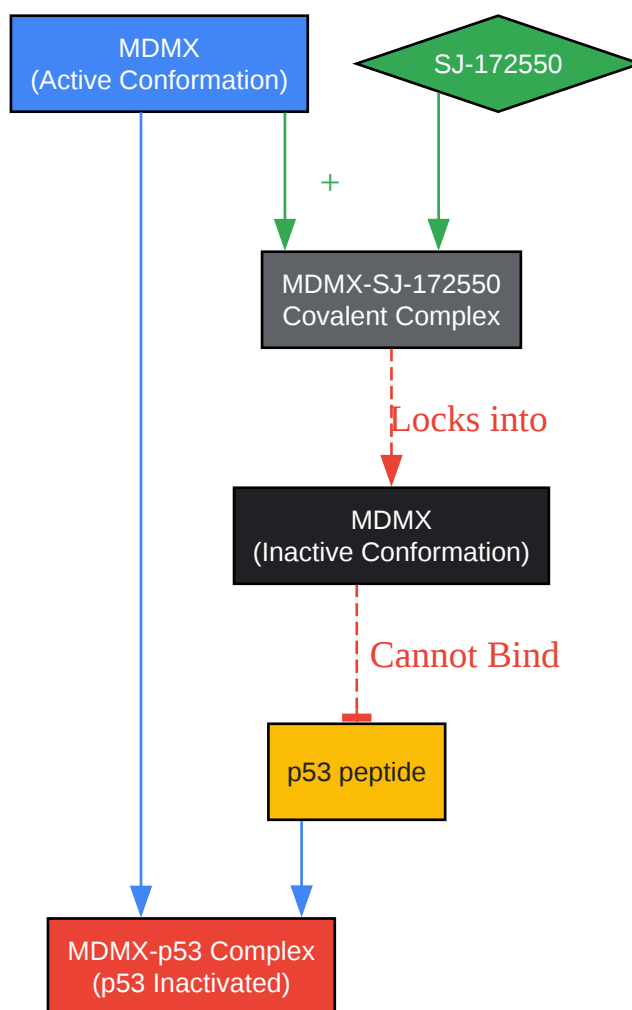 MDMX
(Active Conformation)
SJ-172550
+
MDMX-SJ-172550
Covalent Complex
Locks into
MDMX
(Inactive Conformation)
Cannot Bind
p53 peptide
MDMX-p53 Complex
(p53 Inactivated)